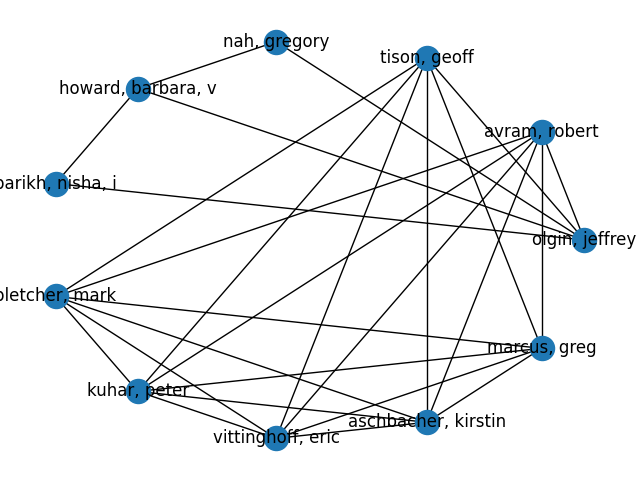 nah, gregory
tison, geoff
howard, barbara, v
avram, robert
parikh, nisha, i
olgin, jeffrey
pletcher, mark
marcus, greg
kuhar, peter
aschbacher, kirstin
vittinghoff, eric